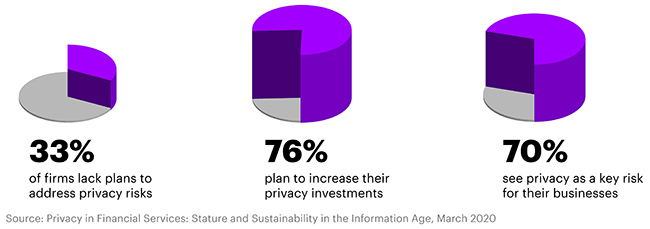 33%
of firms lack plans to
address privacy risks
76%
plan to increase their
privacy investments
70%
see privacy as a key risk
for their businesses
Source: Privacy in Financial Services: Stature and Sustainability in the Information Age, March 2020